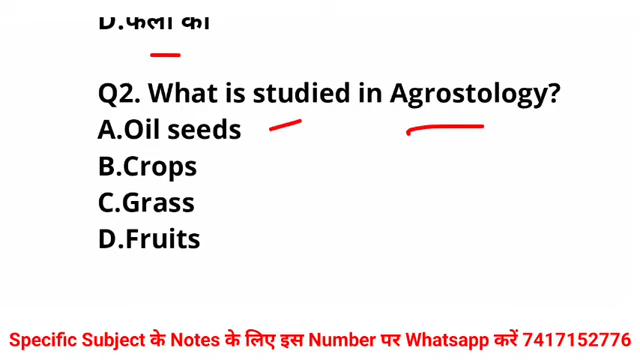 D.फलों का
Q2. What is studied in Agrostology?
A.Oil seeds
B.Crops
C.Grass
D.Fruits
Specific Subject के Notes के लिए इस Number पर Whatsapp करें 7417152776